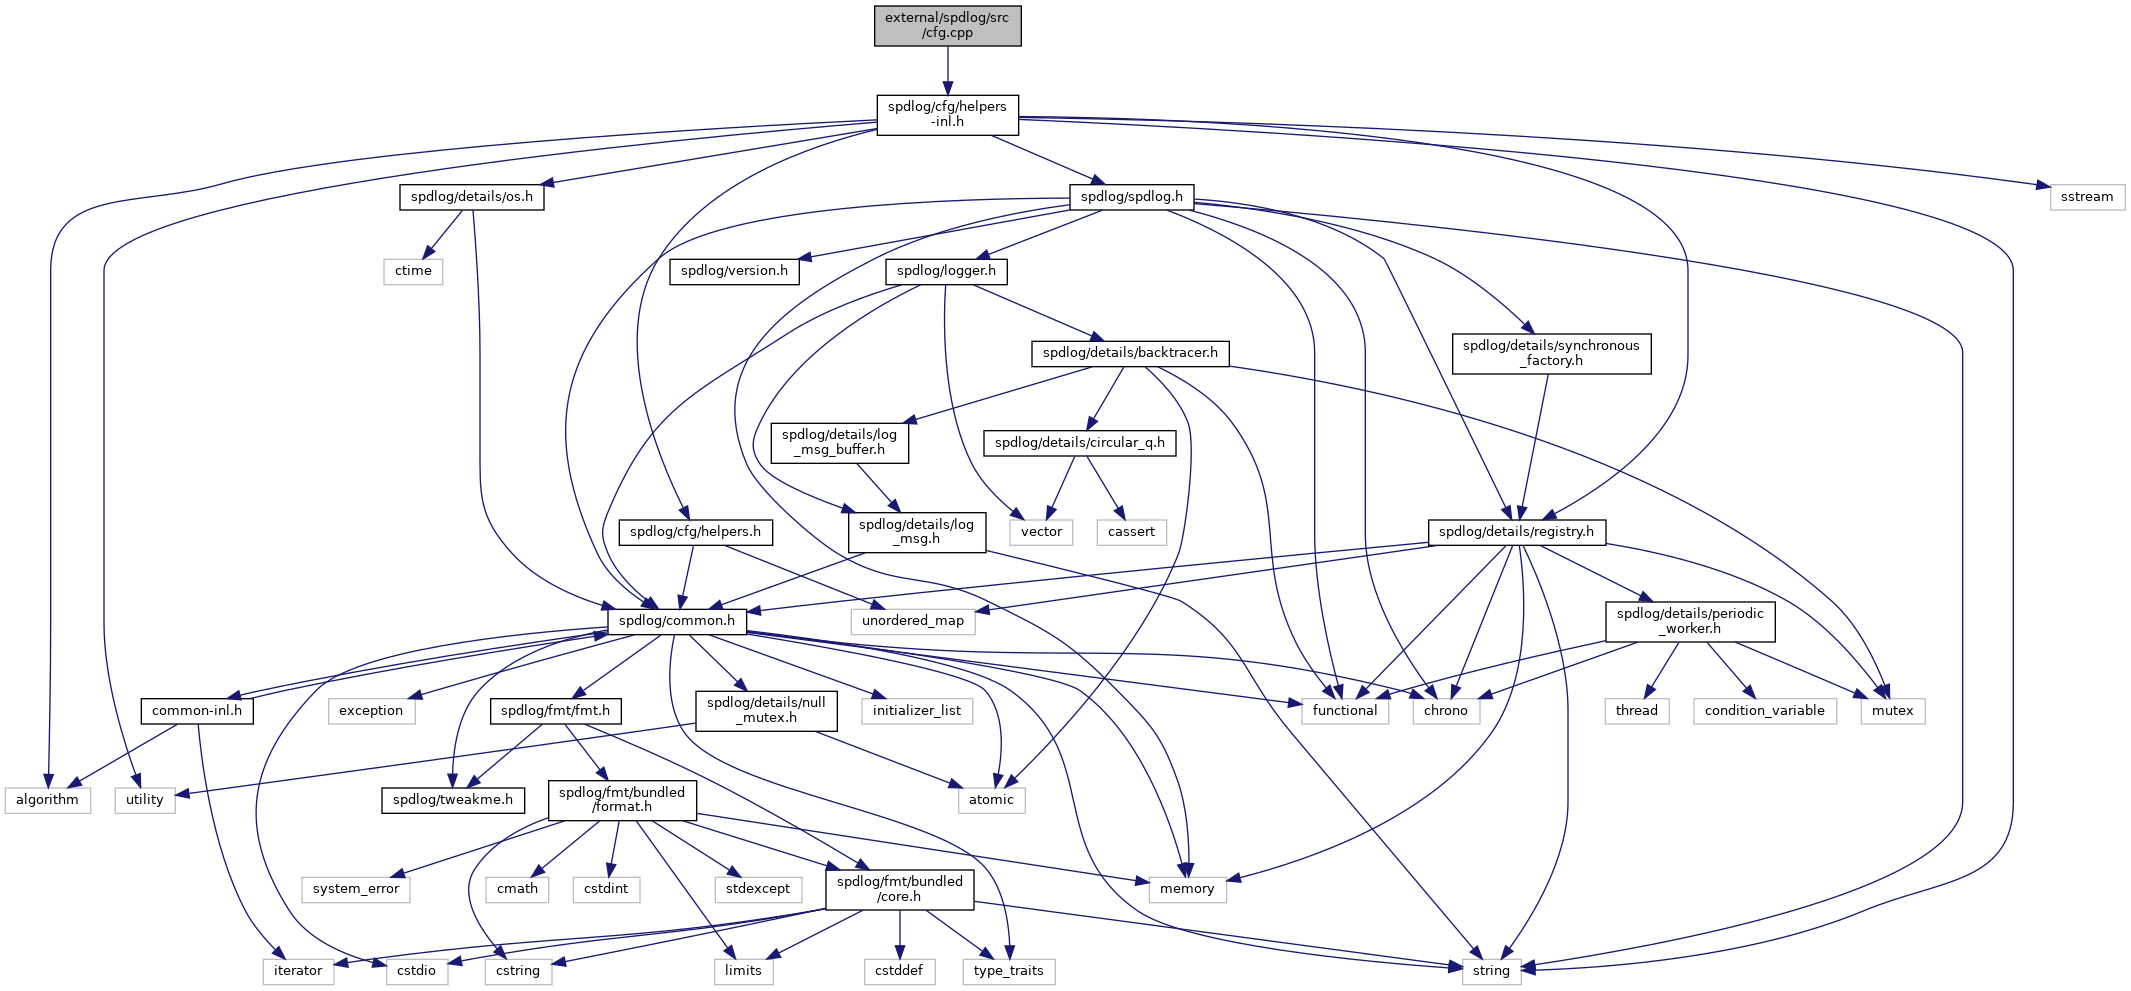 external/spdlog/src
/cfg.cpp
spdlog/cfg/helpers
-inl.h
spdlog/details/os.h
spdlog/spdlog.h
sstream
ctime
spdlog/version.h
spdlog/logger.h
spdlog/details/backtracer.h
spdlog/details/synchronous
_factory.h
spdlog/details/log
_msg_buffer.h
spdlog/details/circular_q.h
spdlog/cfg/helpers.h
spdlog/details/log
_msg.h
vector
cassert
spdlog/details/registry.h
spdlog/common.h
unordered_map
spdlog/details/periodic
_worker.h
common-inl.h
exception
spdlog/fmt/fmt.h
spdlog/details/null
_mutex.h
initializer_list
functional
chrono
thread
condition_variable
mutex
algorithm
utility
spdlog/tweakme.h
spdlog/fmt/bundled
/format.h
atomic
system_error
cmath
cstdint
stdexcept
spdlog/fmt/bundled
/core.h
memory
iterator
cstdio
cstring
limits
cstddef
type_traits
string